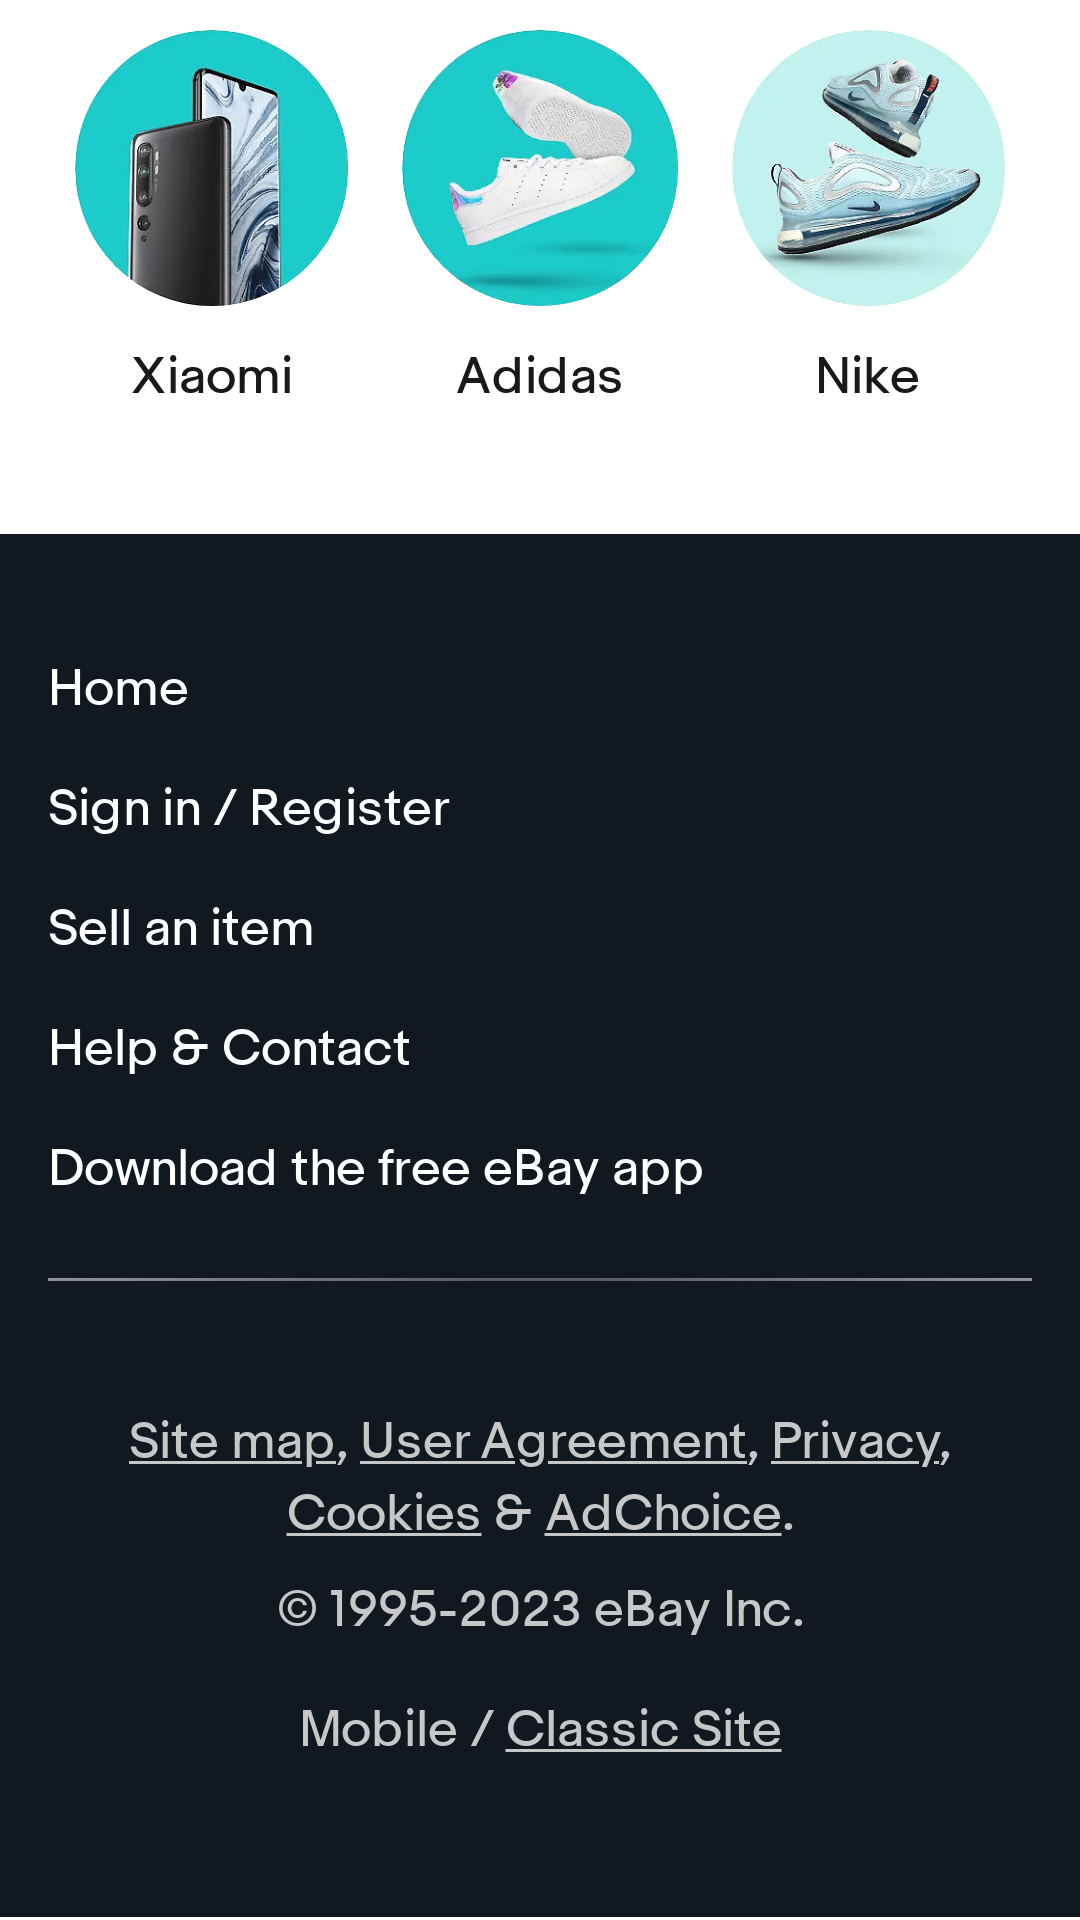 Xiaomi
Adidas
Nike
Home
Sign in / Register
Sell an item
Help & Contact
Download the free eBay app
Site map, User Agreement, Privacy,
Cookies & AdChoice.
© 1995-2023 eBay Inc.
Mobile / Classic Site